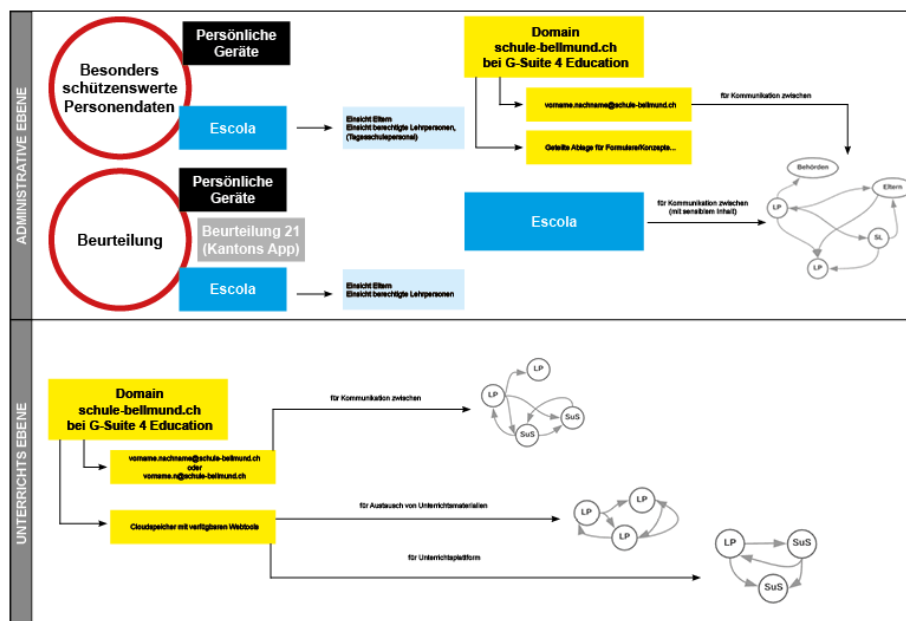 ADMINISTRATIVE EBENE
Besonders
schützenswerte
Personendaten
Persönliche
Geräte
Escola
Einsicht Eltern
Einsicht berechtigte Lehrpersonen,
(Tagesschulepersonal)
Beurteilung
Persönliche
Geräte
Beurteilung 21
(Kantons App)
Escola
Einsicht Eltern
Einsicht berechtigte Lehrpersonen
Domain
schule-bellmund.ch
bei G-Suite 4 Education
vorname.nachname@schule-bellmund.ch
für Kommunikation zwischen
Geteilte Ablage für Formulare/Konzepte...
Escola
für Kommunikation zwischen
(mit sensiblem Inhalt)
Behörden
Eltern
LP
SL
LP
UNTERRICHTS EBENE
Domain
schule-bellmund.ch
bei G-Suite 4 Education
vorname.nachname@schule-bellmund.ch
oder
vorname.n@schule-bellmund.ch
für Kommunikation zwischen
LP
LP
SuS
SuS
Cloudspeicher mit verfügbaren Webtools
für Austausch von Unterrichtsmaterialien
LP
LP
LP
für Unterrichtsplattform
LP
SuS
SuS